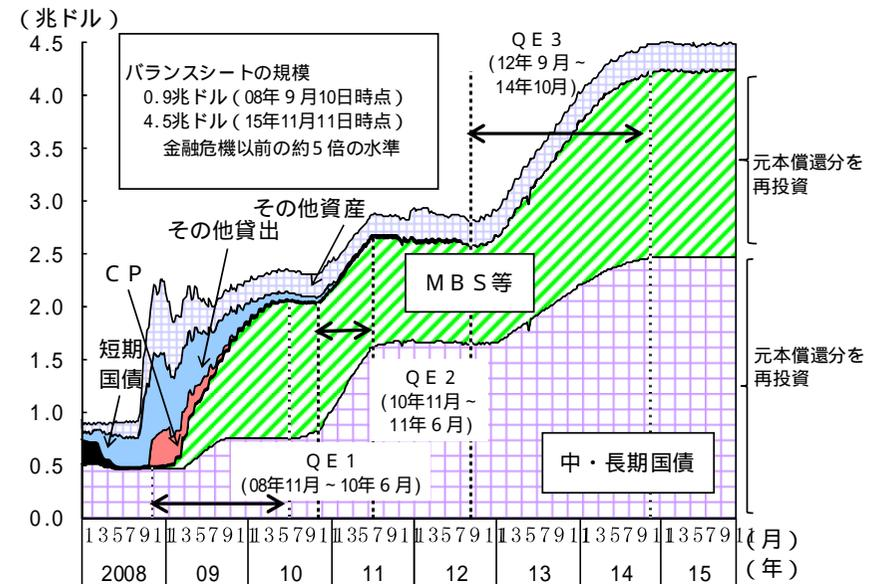 （兆ドル）
4.5
4.0
3.5
3.0
2.5
2.0
1.5
1.0
0.5
0.0
バランスシートの規模
0.9兆ドル（08年９月10日時点）
4.5兆ドル（15年11月11日時点）
金融危機以前の約５倍の水準
ＱＥ３
(12年９月～
14年10月)
元本償還分を
再投資
その他資産
その他貸出
ＣＰ
短期
国債
ＭＢＳ等
ＱＥ２
(10年11月～
11年６月)
元本償還分を
再投資
ＱＥ１
(08年11月～10年６月)
中・長期国債
1 3 5 7 9 11 1 3 5 7 9 11 1 3 5 7 9 11 1 3 5 7 9 11 1 3 5 7 9 11 1 3 5 7 9 11 1 3 5 7 9 11 1 3 5 7 9 11（月）
2008 09 10 11 12 13 14 15（年）